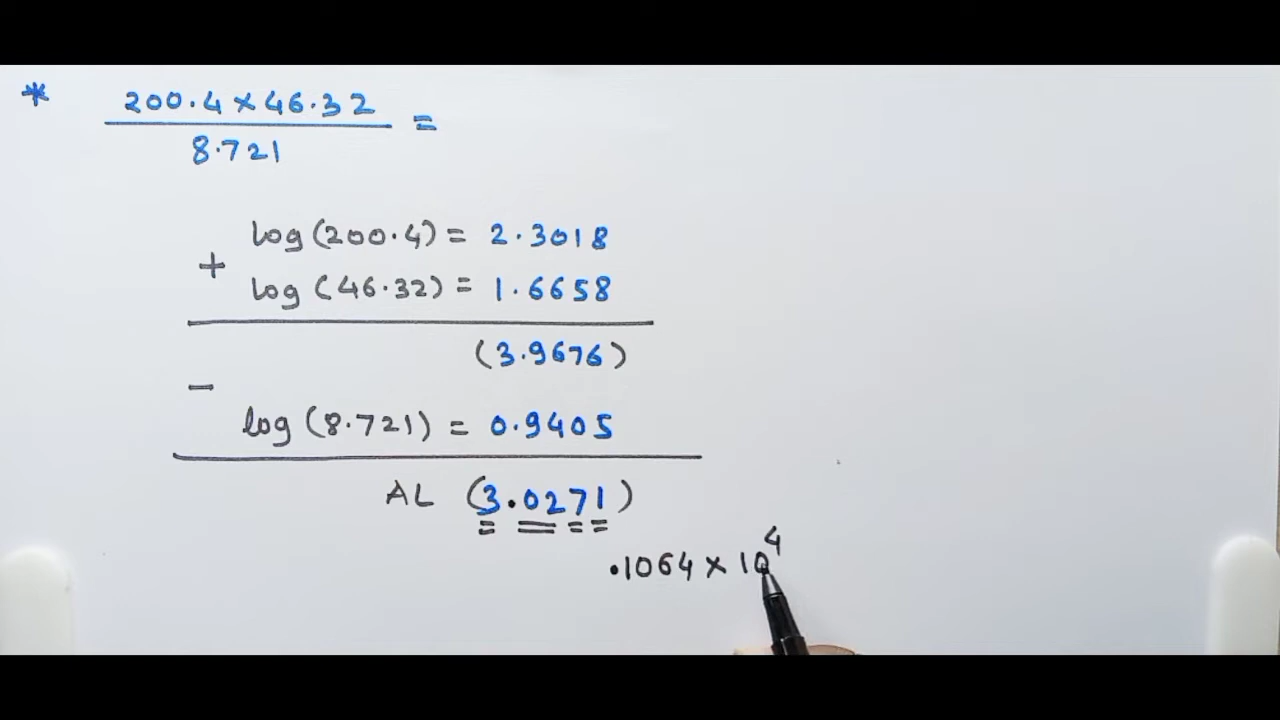 * 200.4 × 46.32 =
8.721
log (200.4) = 2.3018
+
log (46.32) = 1.6658
(3.9676)
−
log (8.721) = 0.9405
AL (3.0271)
.1064 × 10⁴